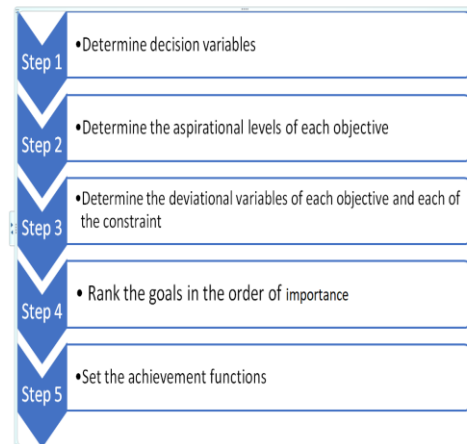 Step 1
•Determine decision variables
Step 2
•Determine the aspirational levels of each objective
Step 3
•Determine the deviational variables of each objective and each of
the constraint
Step 4
• Rank the goals in the order of importance
Step 5
•Set the achievement functions